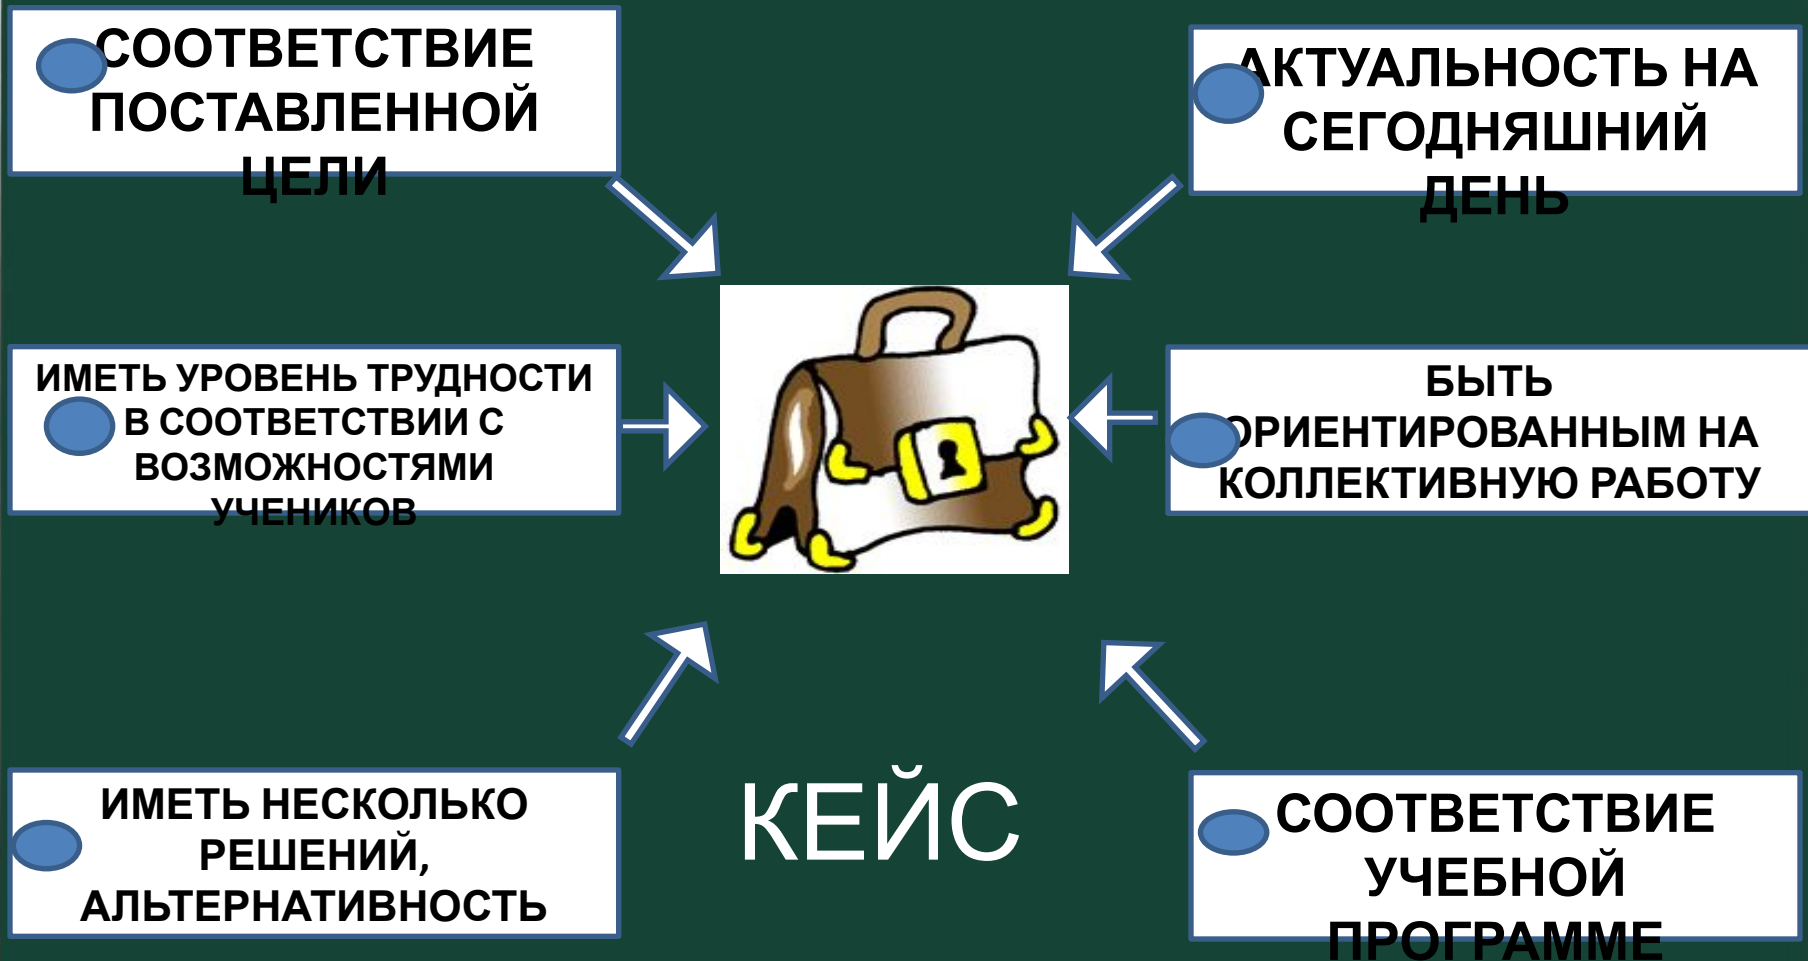 СООТВЕТСТВИЕ
ПОСТАВЛЕННОЙ
ЦЕЛИ
АКТУАЛЬНОСТЬ НА
СЕГОДНЯШНИЙ
ДЕНЬ
ИМЕТЬ УРОВЕНЬ ТРУДНОСТИ
В СООТВЕТСТВИИ С
ВОЗМОЖНОСТЯМИ
УЧЕНИКОВ
БЫТЬ
ОРИЕНТИРОВАННЫМ НА
КОЛЛЕКТИВНУЮ РАБОТУ
ИМЕТЬ НЕСКОЛЬКО
РЕШЕНИЙ,
АЛЬТЕРНАТИВНОСТЬ
КЕЙС
СООТВЕТСТВИЕ
УЧЕБНОЙ
ПРОГРАММЕ